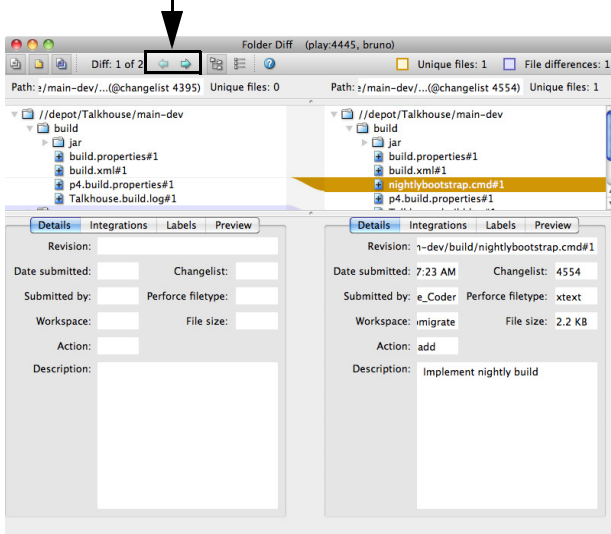 Folder Diff (play:4445, bruno)
Diff: 1 of 2 Unique files: 1 File differences: 1
Path: :/main-dev/...(@changelist 4395) Unique files: 0 Path: :/main-dev/...(@changelist 4554) Unique files: 1
//depot/Talkhouse/main-dev
build
jar
build.properties#1
build.xml#1
p4.build.properties#1
Talkhouse.build.log#1
//depot/Talkhouse/main-dev
build
jar
build.properties#1
build.xml#1
nightlybootstrap.cmd#1
p4.build.properties#1
Details Integrations Labels Preview
Revision:
Date submitted: Changelist:
Submitted by: Perforce filetype:
Workspace: File size:
Action:
Description:
Details Integrations Labels Preview
Revision: n-dev/build/nightlybootstrap.cmd#1
Date submitted: 7:23 AM Changelist: 4554
Submitted by: e_Coder Perforce filetype: xtext
Workspace: omigrate File size: 2.2 KB
Action: add
Description: Implement nightly build